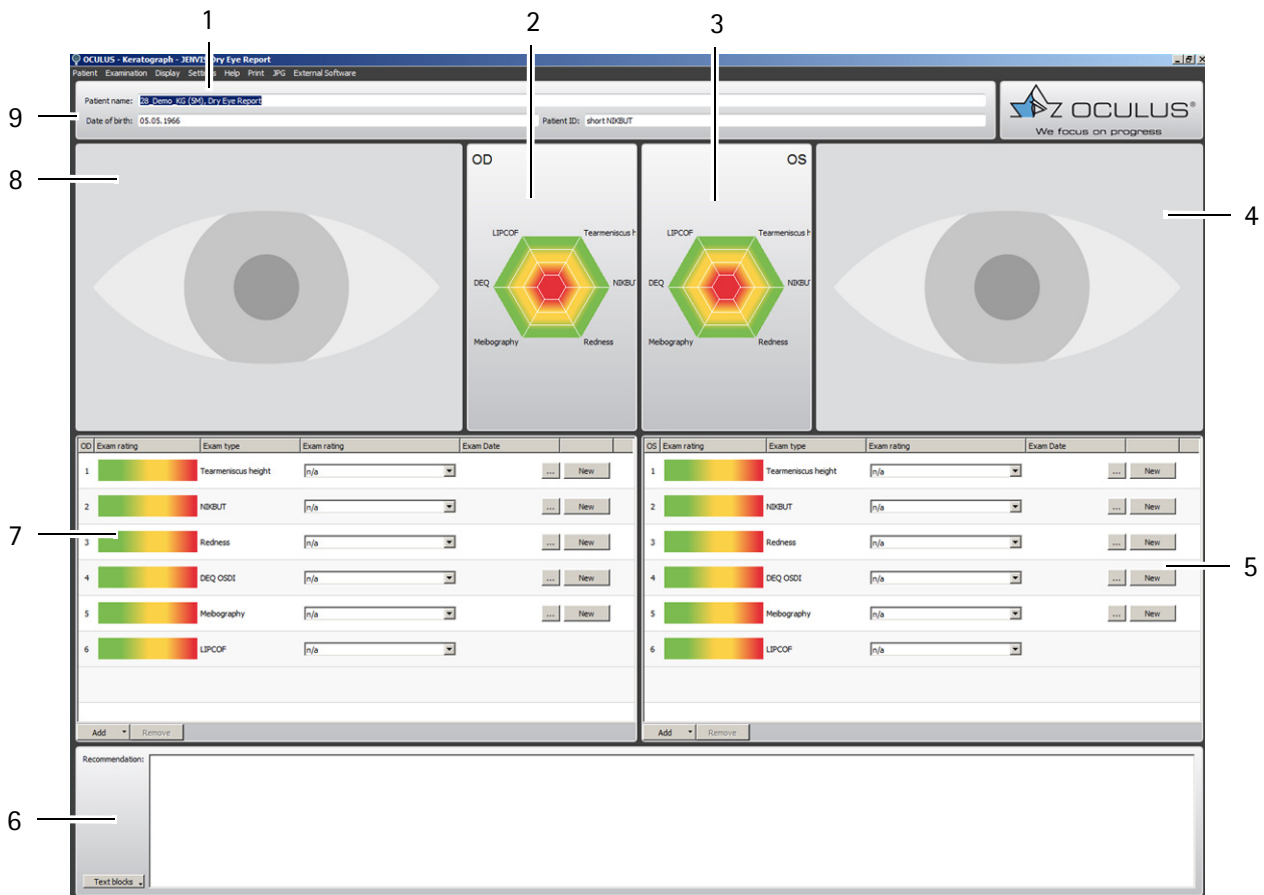 1 2 3
OCULUS - Keratograph - JENVIS Dry Eye Report
Patient Examination Display Settings Help Print JPG External Software
Patient name: 28_Demo_KG (5M), Dry Eye Report
9 Date of birth: 05.05.1966 Patient ID: short NIKBUT
OCULUS®
We focus on progress
8 OD OS 4
LIPCOF Tearmeniscus h LIPCOF Tearmeniscus h
DEQ NIKBUT DEQ NIKBUT
Meibography Redness Meibography Redness
OD Exam rating Exam type Exam rating Exam Date
1 Tearmeniscus height n/a ... New
2 NIKBUT n/a ... New
7 3 Redness n/a ... New
4 DEQ OSDI n/a ... New
5 Meibography n/a ... New
6 LIPCOF n/a
Add Remove
OS Exam rating Exam type Exam rating Exam Date
1 Tearmeniscus height n/a ... New
2 NIKBUT n/a ... New
3 Redness n/a ... New
4 DEQ OSDI n/a ... New 5
5 Meibography n/a ... New
6 LIPCOF n/a
Add Remove
Recommendation:
6
Text blocks